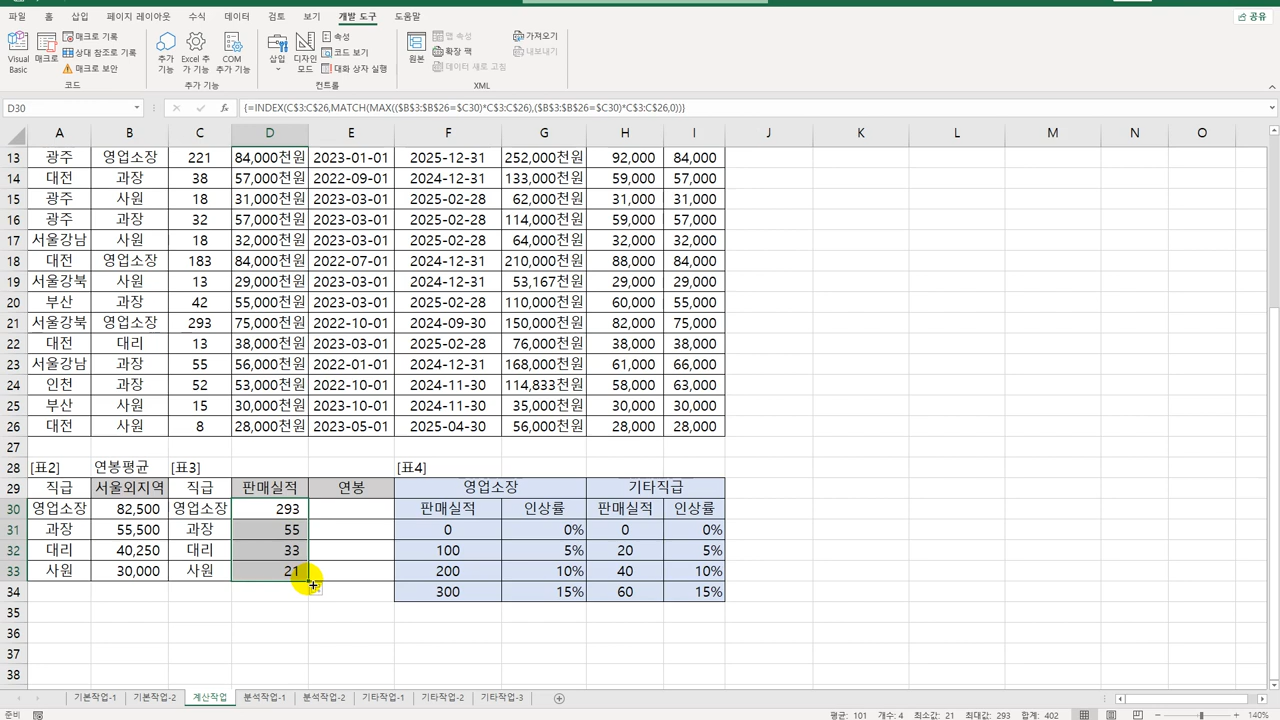 파일 홈 삽입 페이지 레이아웃 수식 데이터 검토 보기 개발 도구 도움말 공유
Visual Basic 매크로 매크로 기록 상대 참조로 기록 매크로 보안 추가 기능 Excel 추가 기능 COM 추가 기능 삽입 디자인 모드 속성 코드 보기 대화 상자 실행 원본 맵 속성 확장 팩 데이터 새로 고침 가져오기 내보내기
코드 추가 기능 컨트롤 XML
D30 fx {=INDEX(C$3:C$26,MATCH(MAX(($B$3:$B$26=$C30)*C$3:C$26),($B$3:$B$26=$C30)*C$3:C$26,0))}
A B C D E F G H I J K L M N O
13 광주 영업소장 221 84,000천원 2023-01-01 2025-12-31 252,000천원 92,000 84,000
14 대전 과장 38 57,000천원 2022-09-01 2024-12-31 133,000천원 59,000 57,000
15 광주 사원 18 31,000천원 2023-03-01 2025-02-28 62,000천원 31,000 31,000
16 광주 과장 32 57,000천원 2023-03-01 2025-02-28 114,000천원 59,000 57,000
17 서울강남 사원 18 32,000천원 2023-03-01 2025-02-28 64,000천원 32,000 32,000
18 대전 영업소장 183 84,000천원 2022-07-01 2024-12-31 210,000천원 88,000 84,000
19 서울강북 사원 13 29,000천원 2023-03-01 2025-02-28 53,167천원 29,000 29,000
20 부산 과장 42 55,000천원 2023-03-01 2025-02-28 110,000천원 60,000 55,000
21 서울강북 영업소장 293 75,000천원 2022-10-01 2024-09-30 150,000천원 82,000 75,000
22 대전 대리 13 38,000천원 2023-03-01 2025-02-28 76,000천원 38,000 38,000
23 서울강남 과장 55 56,000천원 2022-01-01 2024-12-31 168,000천원 61,000 66,000
24 인천 과장 52 53,000천원 2022-10-01 2024-11-30 114,833천원 58,000 63,000
25 부산 사원 15 30,000천원 2023-10-01 2024-11-30 35,000천원 30,000 30,000
26 대전 사원 8 28,000천원 2023-05-01 2025-04-30 56,000천원 28,000 28,000
27
28 [표2] 연봉평균 [표3] [표4]
29 직급 서울외지역 직급 판매실적 연봉 영업소장 기타직급
30 영업소장 82,500 영업소장 293 판매실적 인상률 판매실적 인상률
31 과장 55,500 과장 55 0 0% 0 0%
32 대리 40,250 대리 33 100 5% 20 5%
33 사원 30,000 사원 21 200 10% 40 10%
34 300 15% 60 15%
35
36
37
38
기본작업-1 기본작업-2 계산작업 분석작업-1 분석작업-2 기타작업-1 기타작업-2 기타작업-3
준비 평균: 101 개수: 4 최소값: 21 최대값: 293 합계: 402 140%